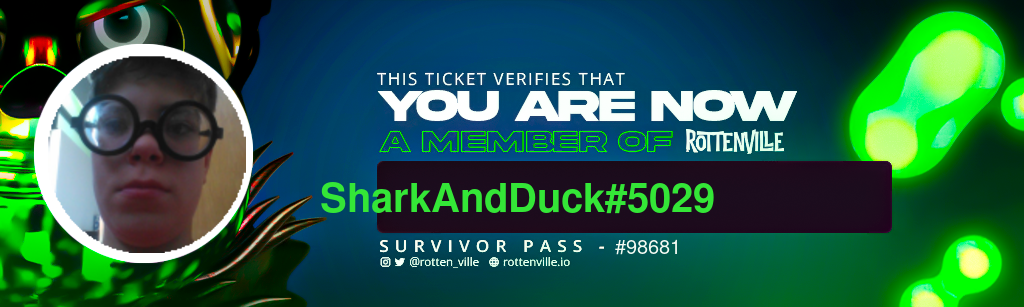 THIS TICKET VERIFIES THAT
YOU ARE NOW
A MEMBER OF ROTTENVILLE
SharkAndDuck#5029
SURVIVOR PASS - #98681
@rotten_ville rottenville.io